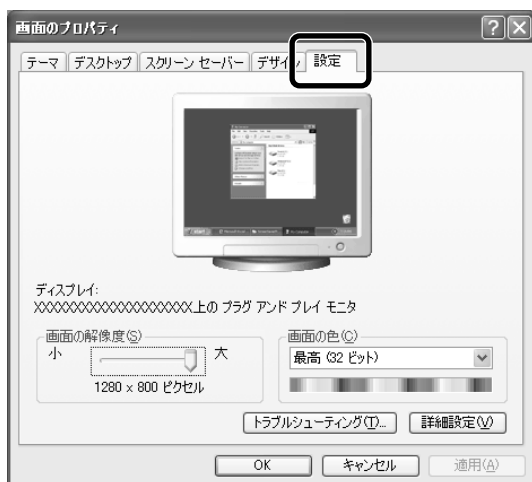 画面のプロパティ
テーマ デスクトップ スクリーン セーバー デザイン 設定
ディスプレイ:
XXXXXXXXXXXXXXXXXXXX上の プラグ アンド プレイ モニタ
画面の解像度(S) 画面の色(C)
小 大 最高 (32 ビット)
1280 x 800 ピクセル
トラブルシューティング(T)... 詳細設定(V)
OK キャンセル 適用(A)